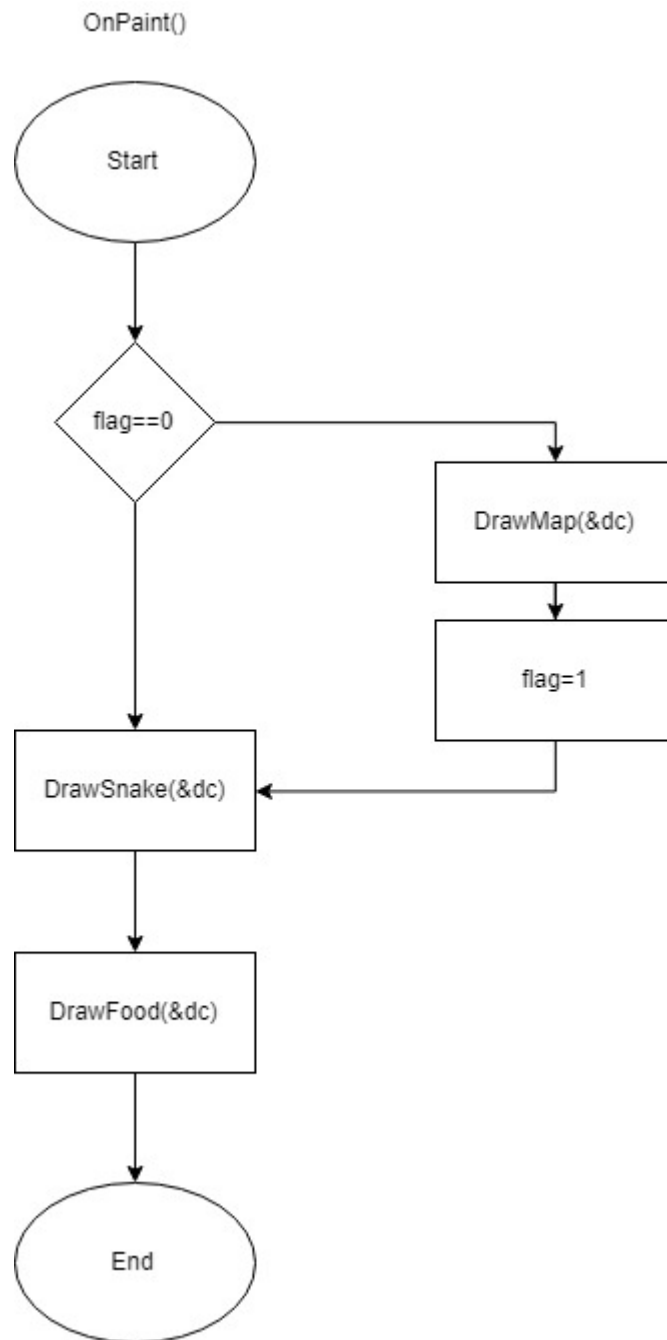 OnPaint()
Start
flag==0
DrawMap(&dc)
flag=1
DrawSnake(&dc)
DrawFood(&dc)
End